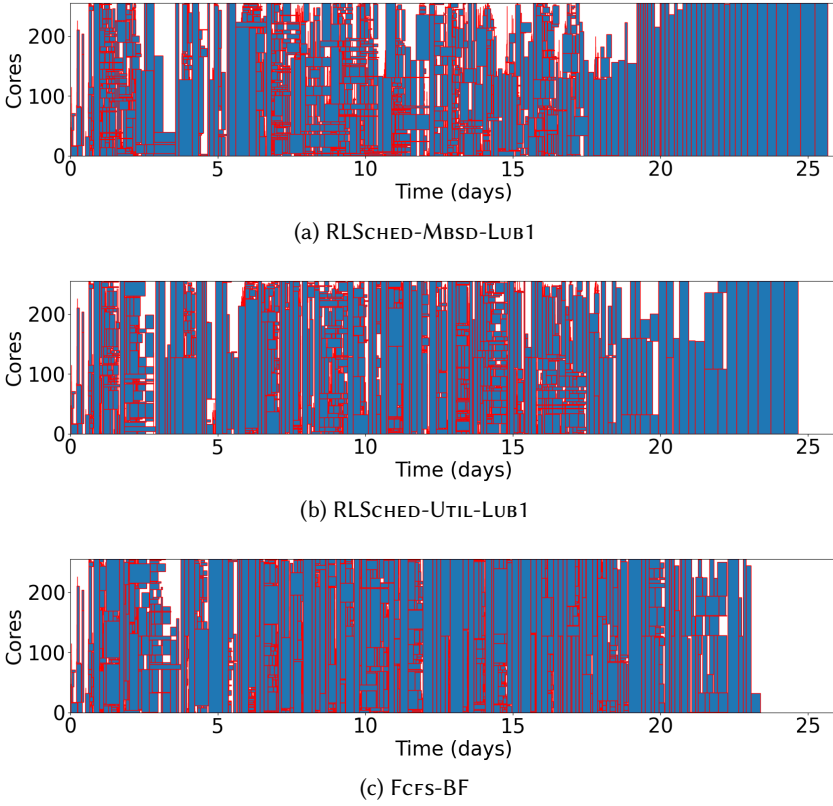 200
100
0
Cores
0 5 10 15 20 25
Time (days)
(a) RLSched-Mbsd-Lub1
200
100
0
Cores
0 5 10 15 20 25
Time (days)
(b) RLSched-Util-Lub1
200
100
0
Cores
0 5 10 15 20 25
Time (days)
(c) Fcfs-BF